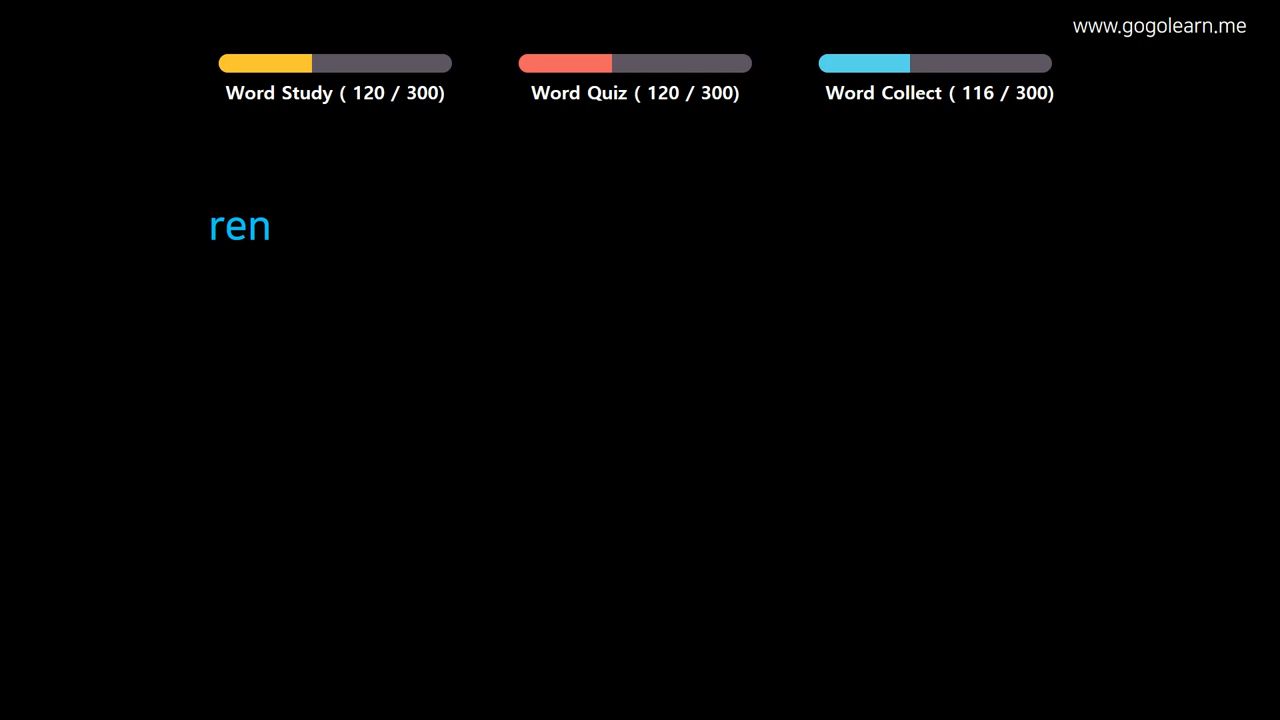 www.gogolearn.me
Word Study ( 120 / 300)
Word Quiz ( 120 / 300)
Word Collect ( 116 / 300)
ren